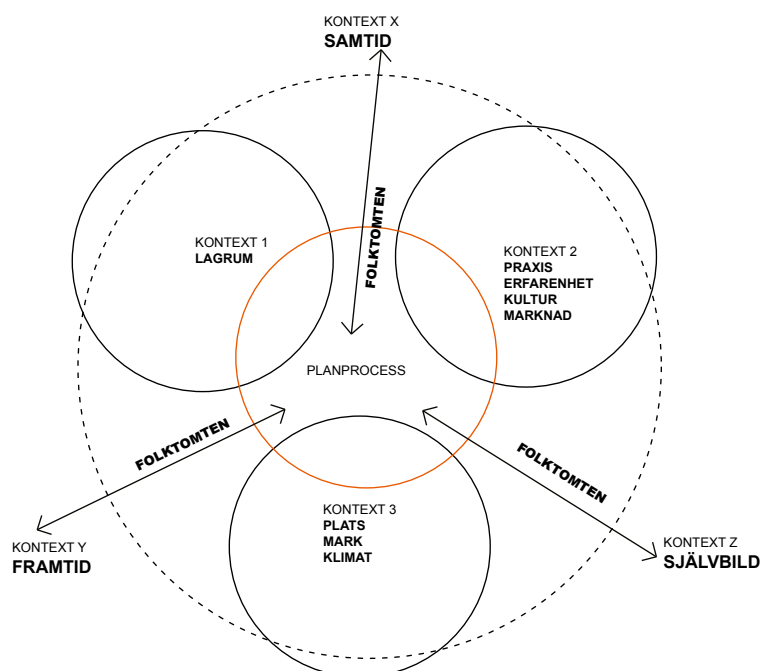 KONTEXT X
SAMTID
FOLKTOMTEN
KONTEXT 1
LAGRUM
KONTEXT 2
PRAXIS
ERFARENHET
KULTUR
MARKNAD
PLANPROCESS
FOLKTOMTEN
FOLKTOMTEN
KONTEXT 3
PLATS
MARK
KLIMAT
KONTEXT Y
FRAMTID
KONTEXT Z
SJÄLVBILD